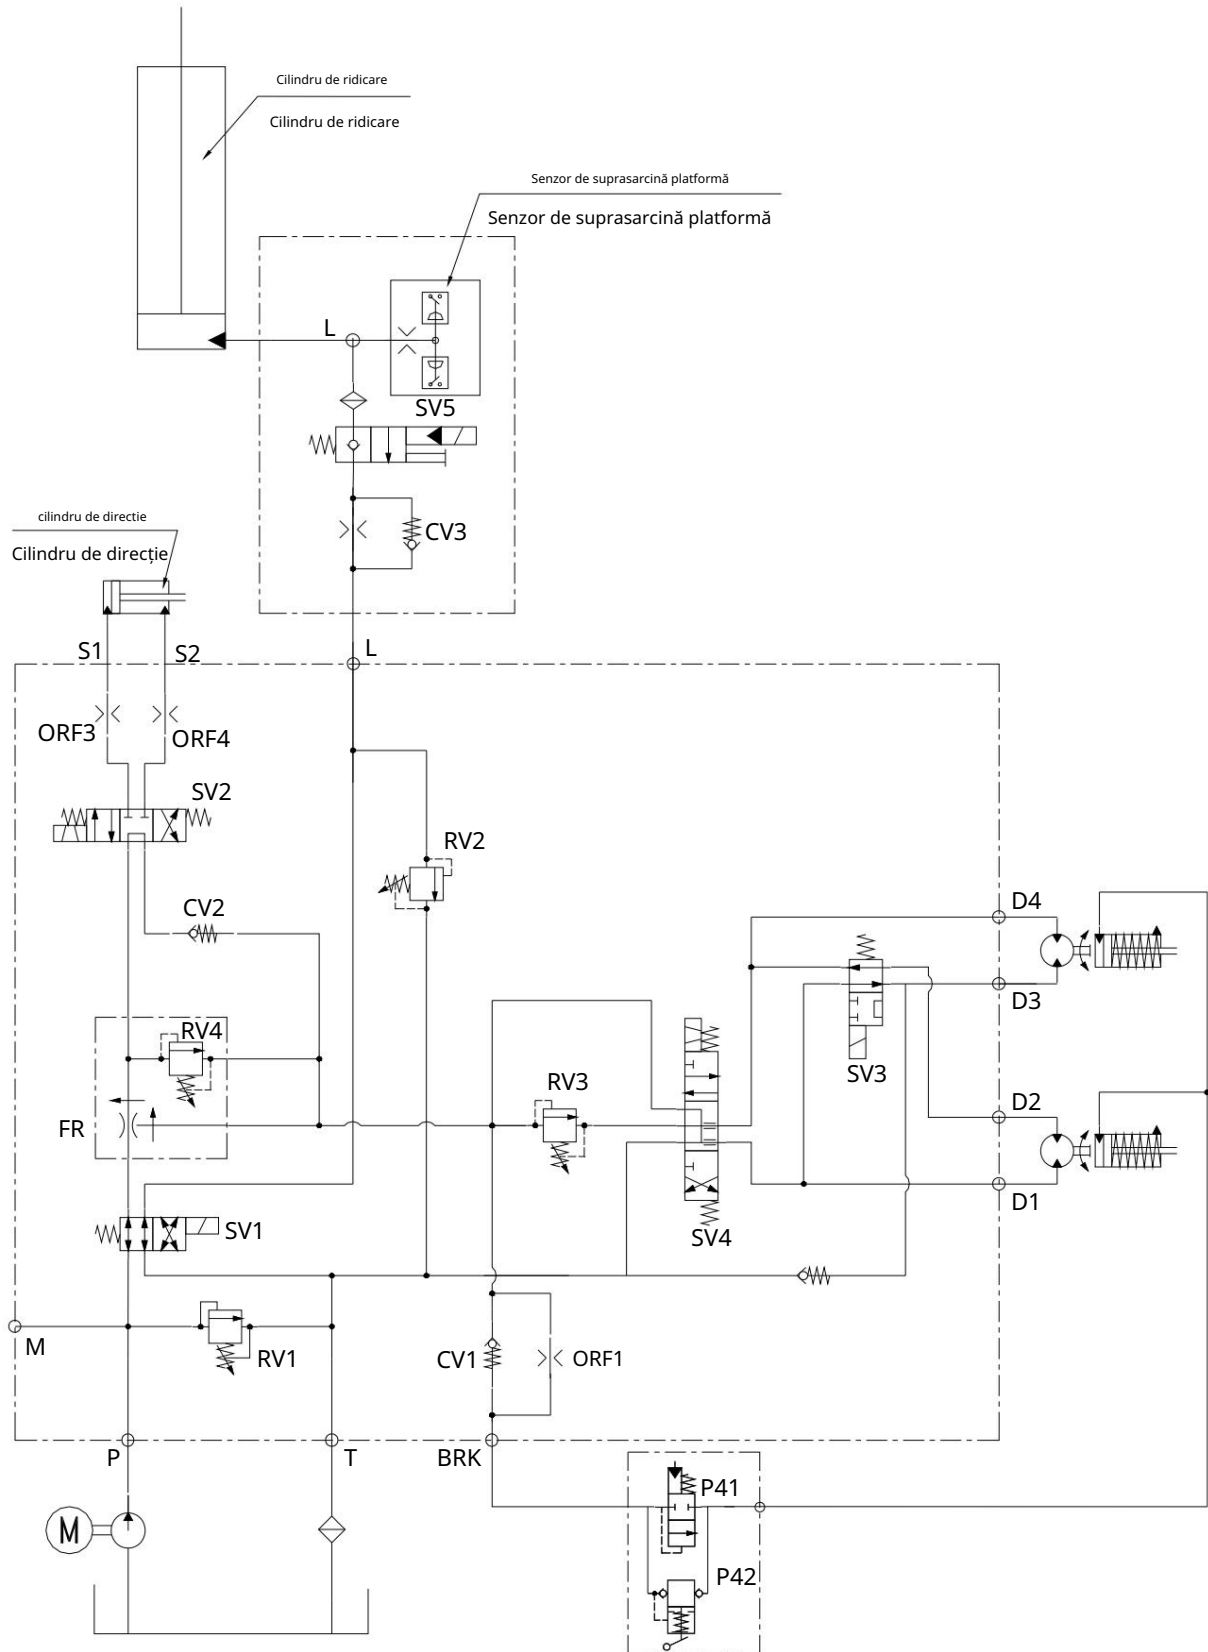 Cilindru de ridicare
Cilindru de ridicare
Senzor de suprasarcină platformă
Senzor de suprasarcină platformă
L
SV5
cilindru de directie
Cilindru de direcție
CV3
S1
S2
L
ORF3
ORF4
SV2
RV2
CV2
D4
D3
RV4
SV3
RV3
D2
FR
D1
SV1
SV4
M
RV1
CV1
ORF1
P
T
BRK
P41
M
P42